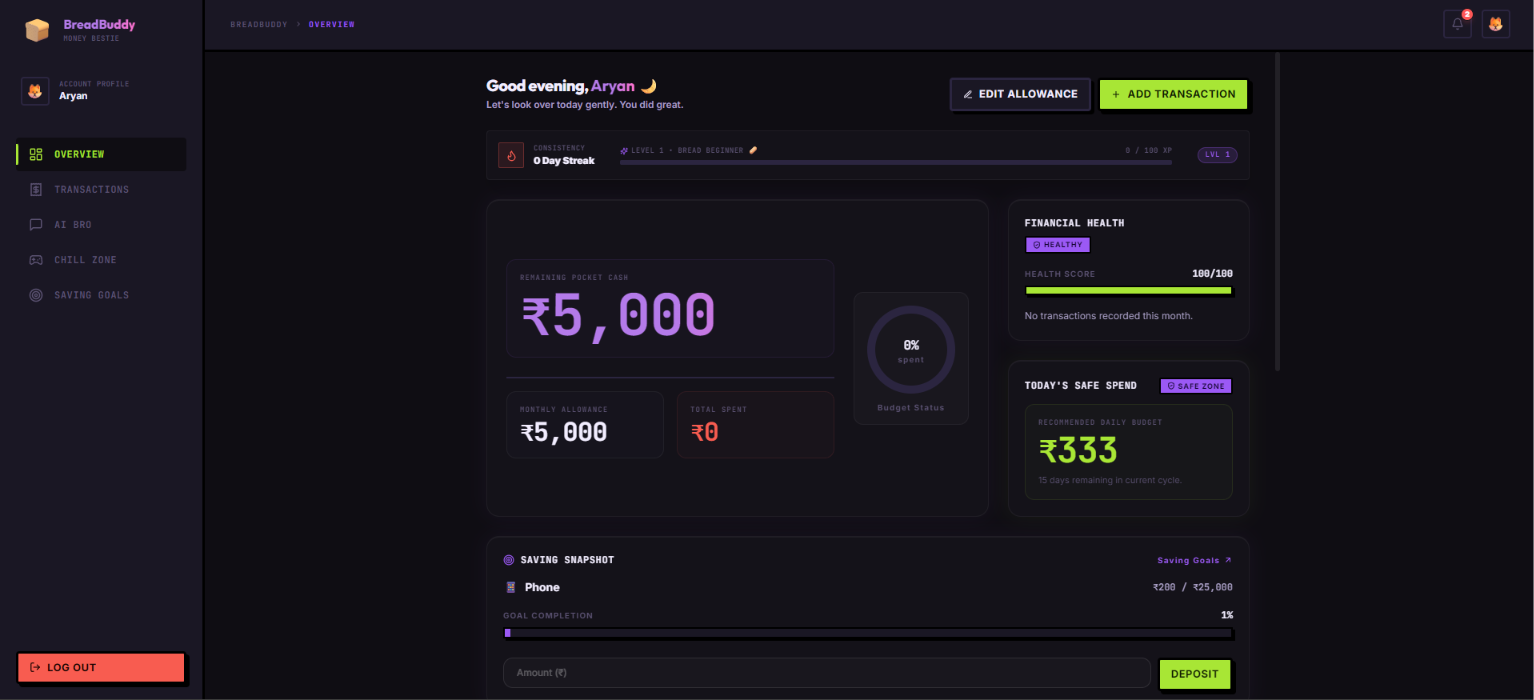 BreadBuddy
MONEY BESTIE
ACCOUNT PROFILE
Aryan
OVERVIEW
TRANSACTIONS
AI BRO
CHILL ZONE
SAVING GOALS
LOG OUT
BREADBUDDY › OVERVIEW
2
Good evening, Aryan 🌙
Let's look over today gently. You did great.
EDIT ALLOWANCE
+ ADD TRANSACTION
CONSISTENCY
0 Day Streak
LEVEL 1 - BREAD BEGINNER 🥖
0 / 100 XP
LVL 1
REMAINING POCKET CASH
₹5,000
MONTHLY ALLOWANCE
₹5,000
TOTAL SPENT
₹0
0%
spent
Budget Status
FINANCIAL HEALTH
HEALTHY
HEALTH SCORE 100/100
No transactions recorded this month.
TODAY'S SAFE SPEND
SAFE ZONE
RECOMMENDED DAILY BUDGET
₹333
15 days remaining in current cycle.
SAVING SNAPSHOT
Saving Goals ↗
Phone
₹200 / ₹25,000
GOAL COMPLETION
1%
Amount (₹)
DEPOSIT